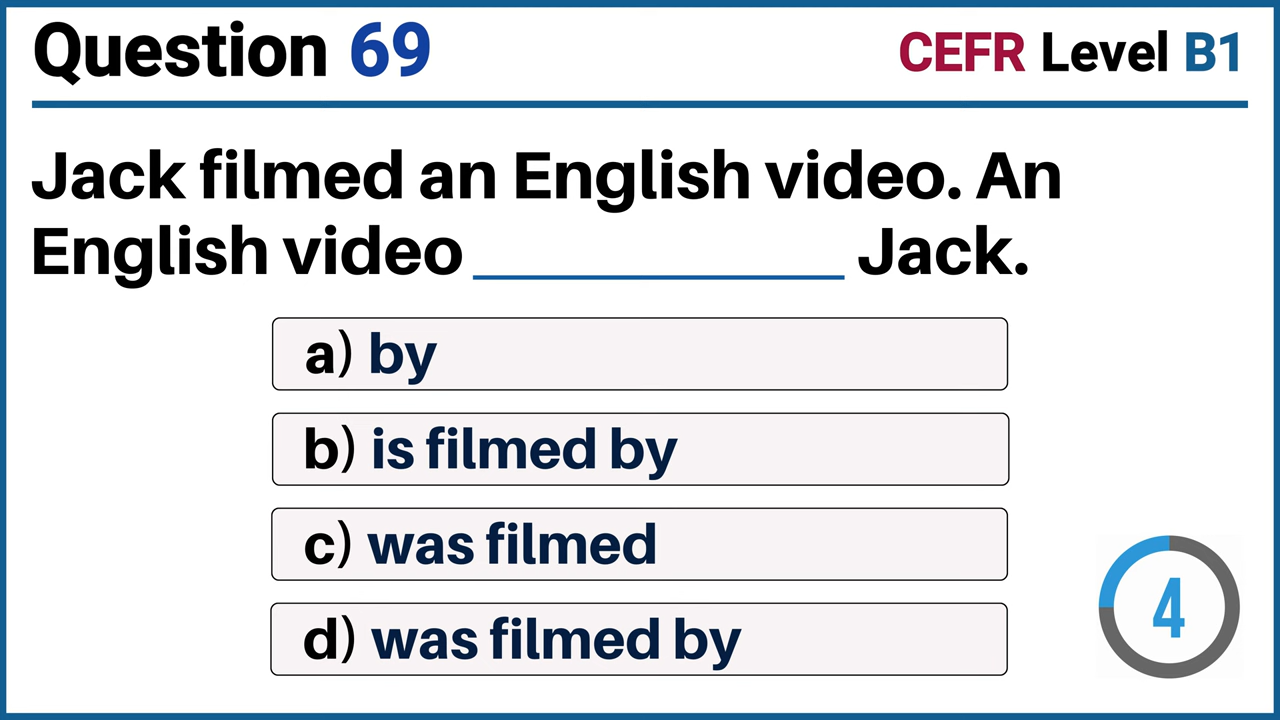 Question 69
CEFR Level B1
Jack filmed an English video. An
English video __________ Jack.
a) by
b) is filmed by
c) was filmed
d) was filmed by
4